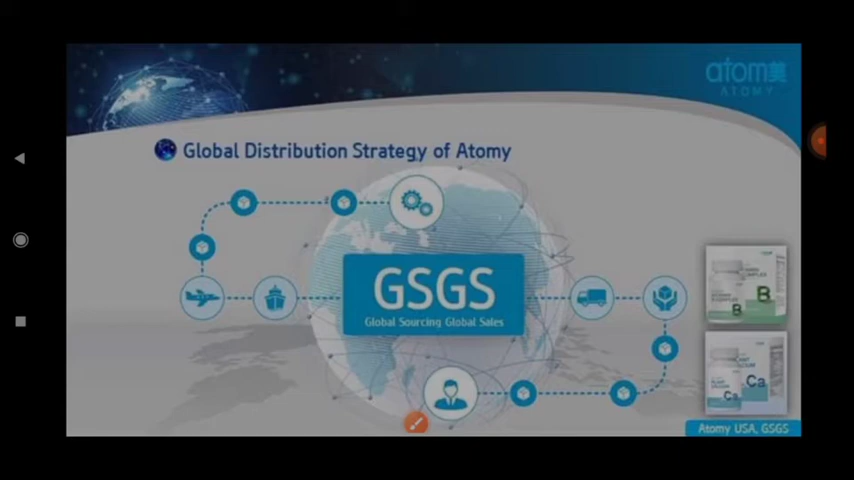 atom美
ATOMY
Global Distribution Strategy of Atomy
GSGS
Global Sourcing Global Sales
B
B
Ca
Ca
Atomy USA, GSGS